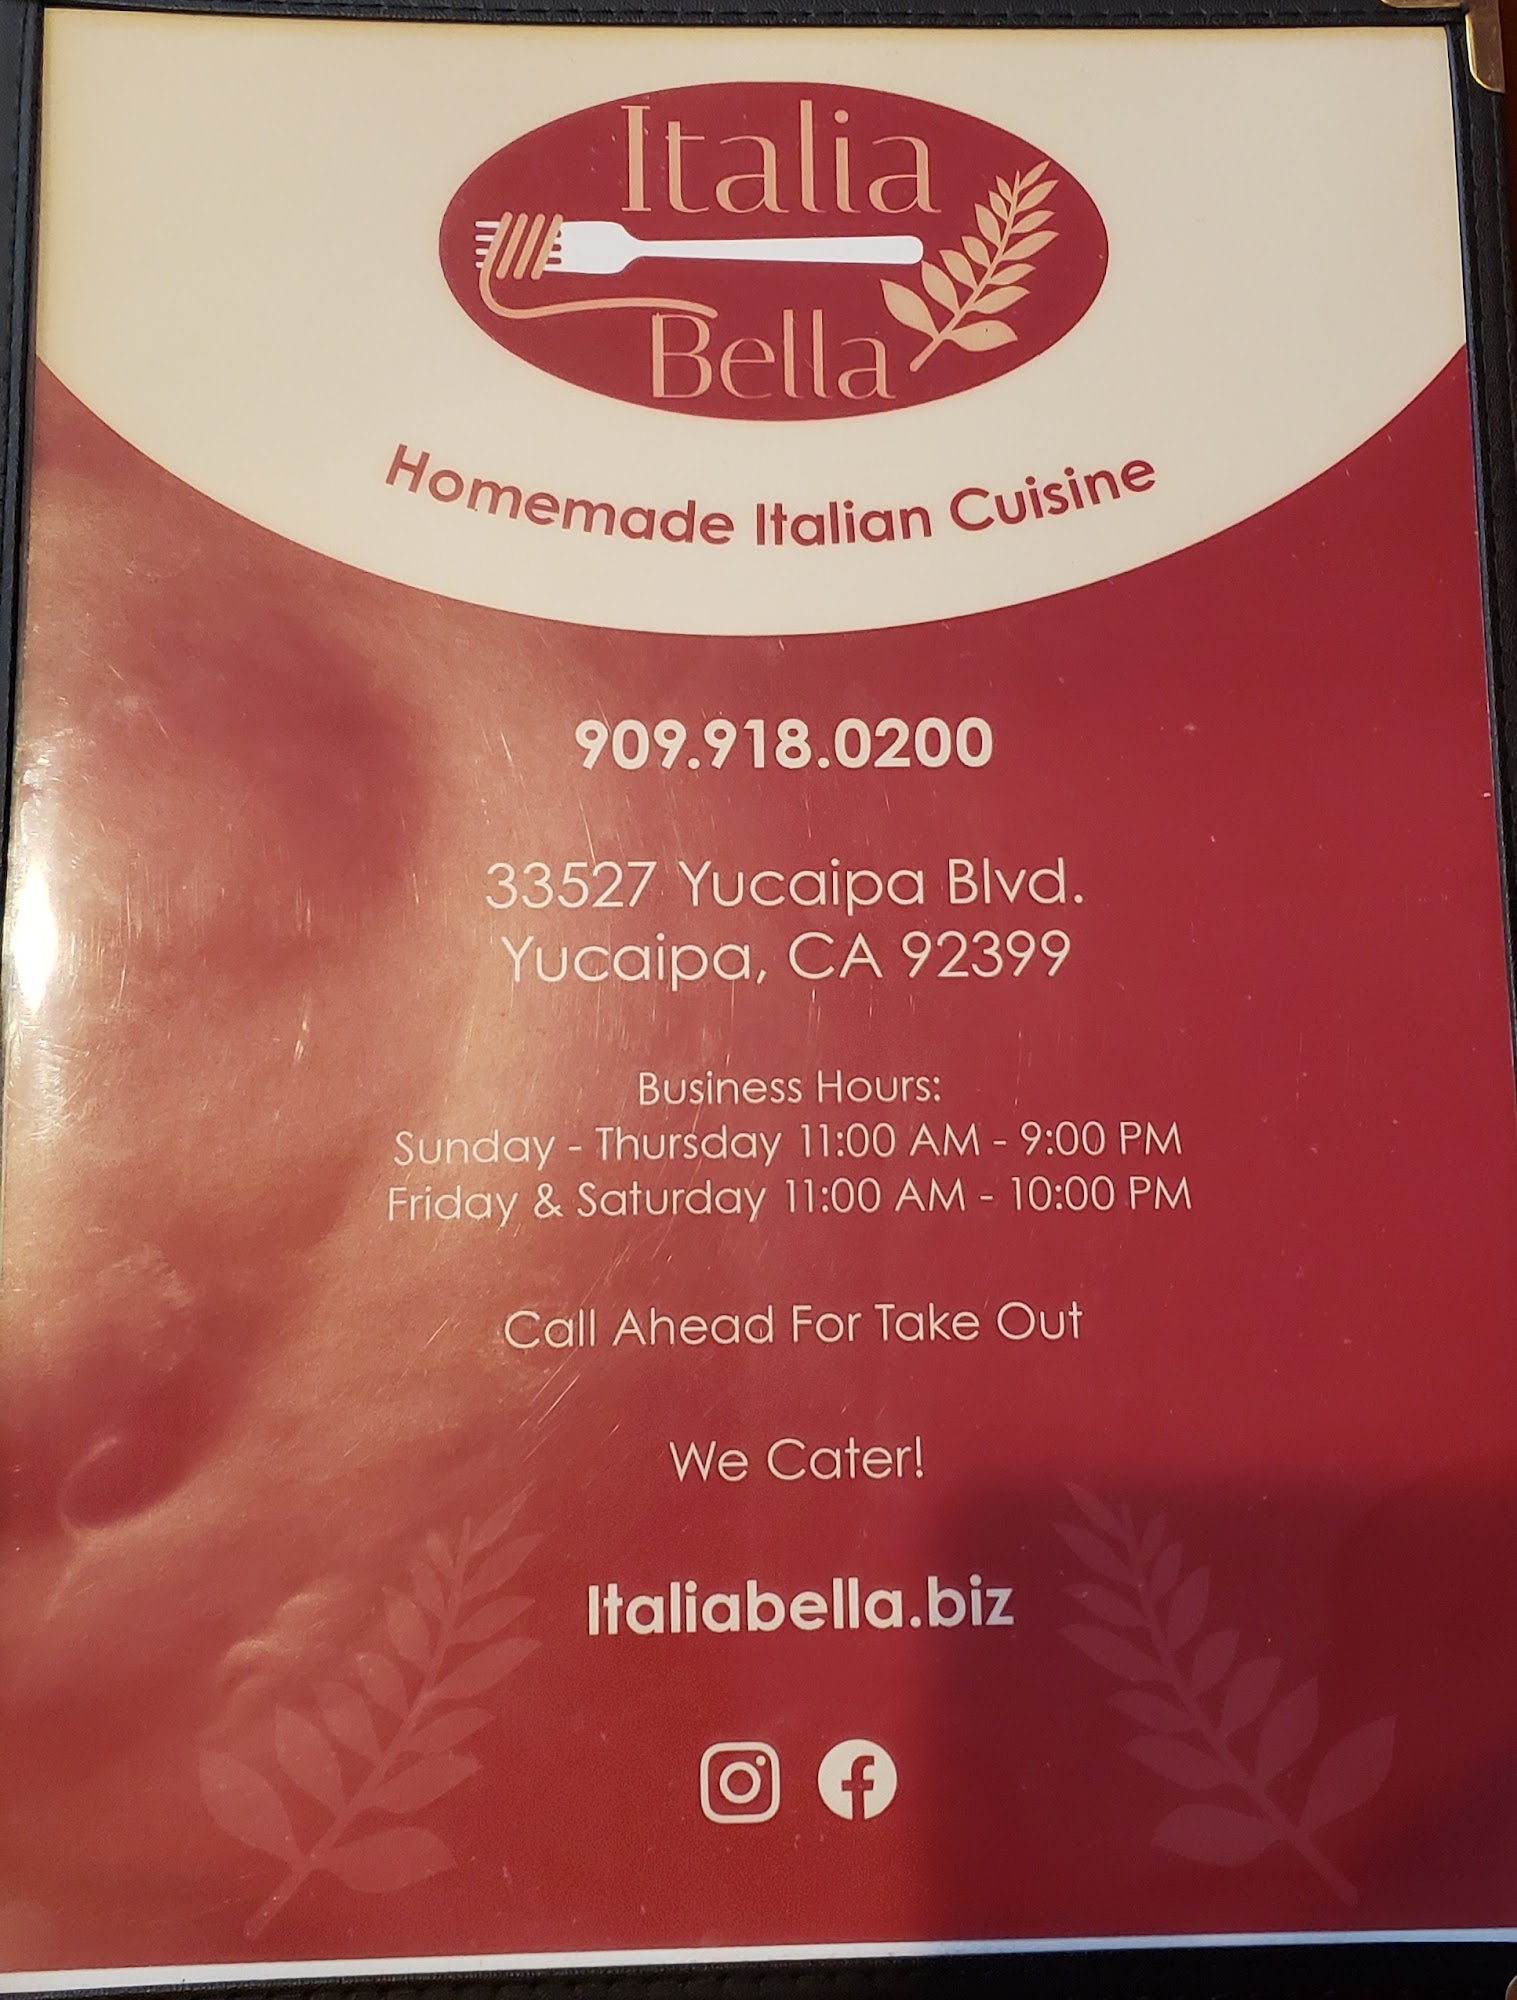 Italia
Bella
Homemade Italian Cuisine
909.918.0200
33527 Yucaipa Blvd.
Yucaipa, CA 92399
Business Hours:
Sunday - Thursday 11:00 AM - 9:00 PM
Friday & Saturday 11:00 AM - 10:00 PM
Call Ahead For Take Out
We Cater!
Italiabella.biz